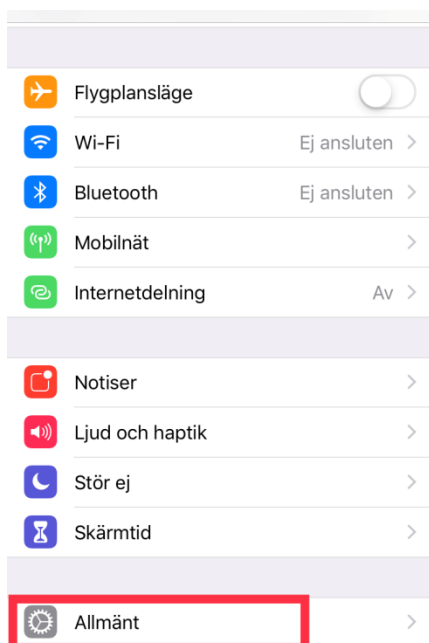 Flygplansläge
Wi-Fi Ej ansluten
Bluetooth Ej ansluten
Mobilnät
Internetdelning Av
Notiser
Ljud och haptik
Stör ej
Skärmtid
Allmänt